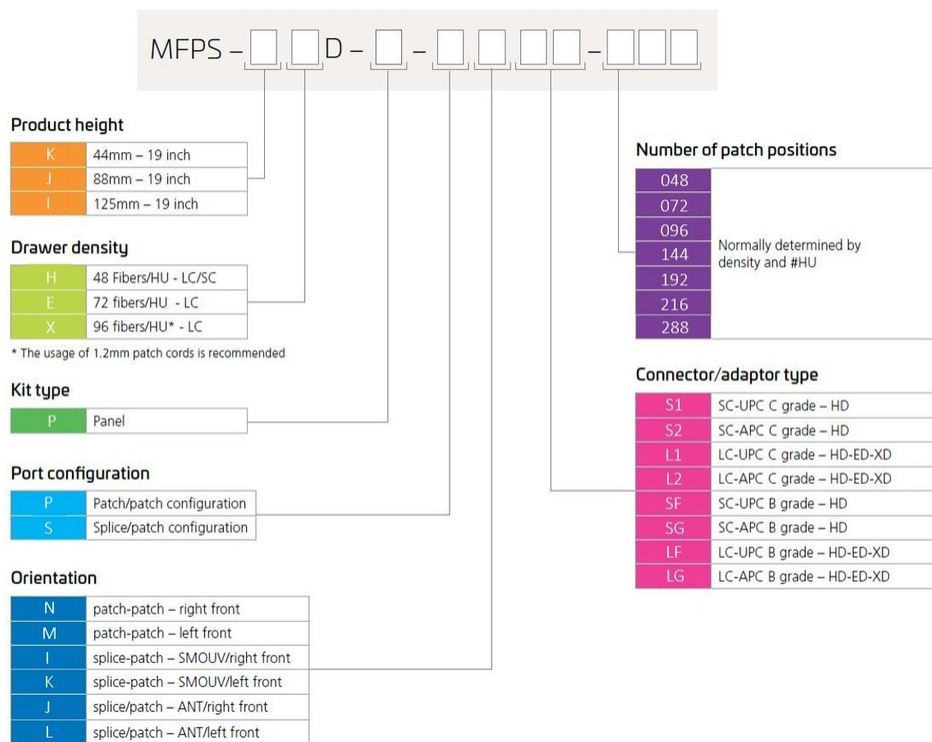 MFPS – D – – –
Product height
K 44mm – 19 inch
J 88mm – 19 inch
I 125mm – 19 inch
Drawer density
H 48 Fibers/HU - LC/SC
E 72 fibers/HU - LC
X 96 fibers/HU* - LC
* The usage of 1.2mm patch cords is recommended
Kit type
P Panel
Port configuration
P Patch/patch configuration
S Splice/patch configuration
Orientation
N patch-patch – right front
M patch-patch – left front
I splice-patch – SMOUV/right front
K splice-patch – SMOUV/left front
J splice/patch – ANT/right front
L splice/patch – ANT/left front
Number of patch positions
048
072
096
144
192
216
288
Normally determined by
density and #HU
Connector/adaptor type
S1 SC-UPC C grade – HD
S2 SC-APC C grade – HD
L1 LC-UPC C grade – HD-ED-XD
L2 LC-APC C grade – HD-ED-XD
SF SC-UPC B grade – HD
SG SC-APC B grade – HD
LF LC-UPC B grade – HD-ED-XD
LG LC-APC B grade – HD-ED-XD